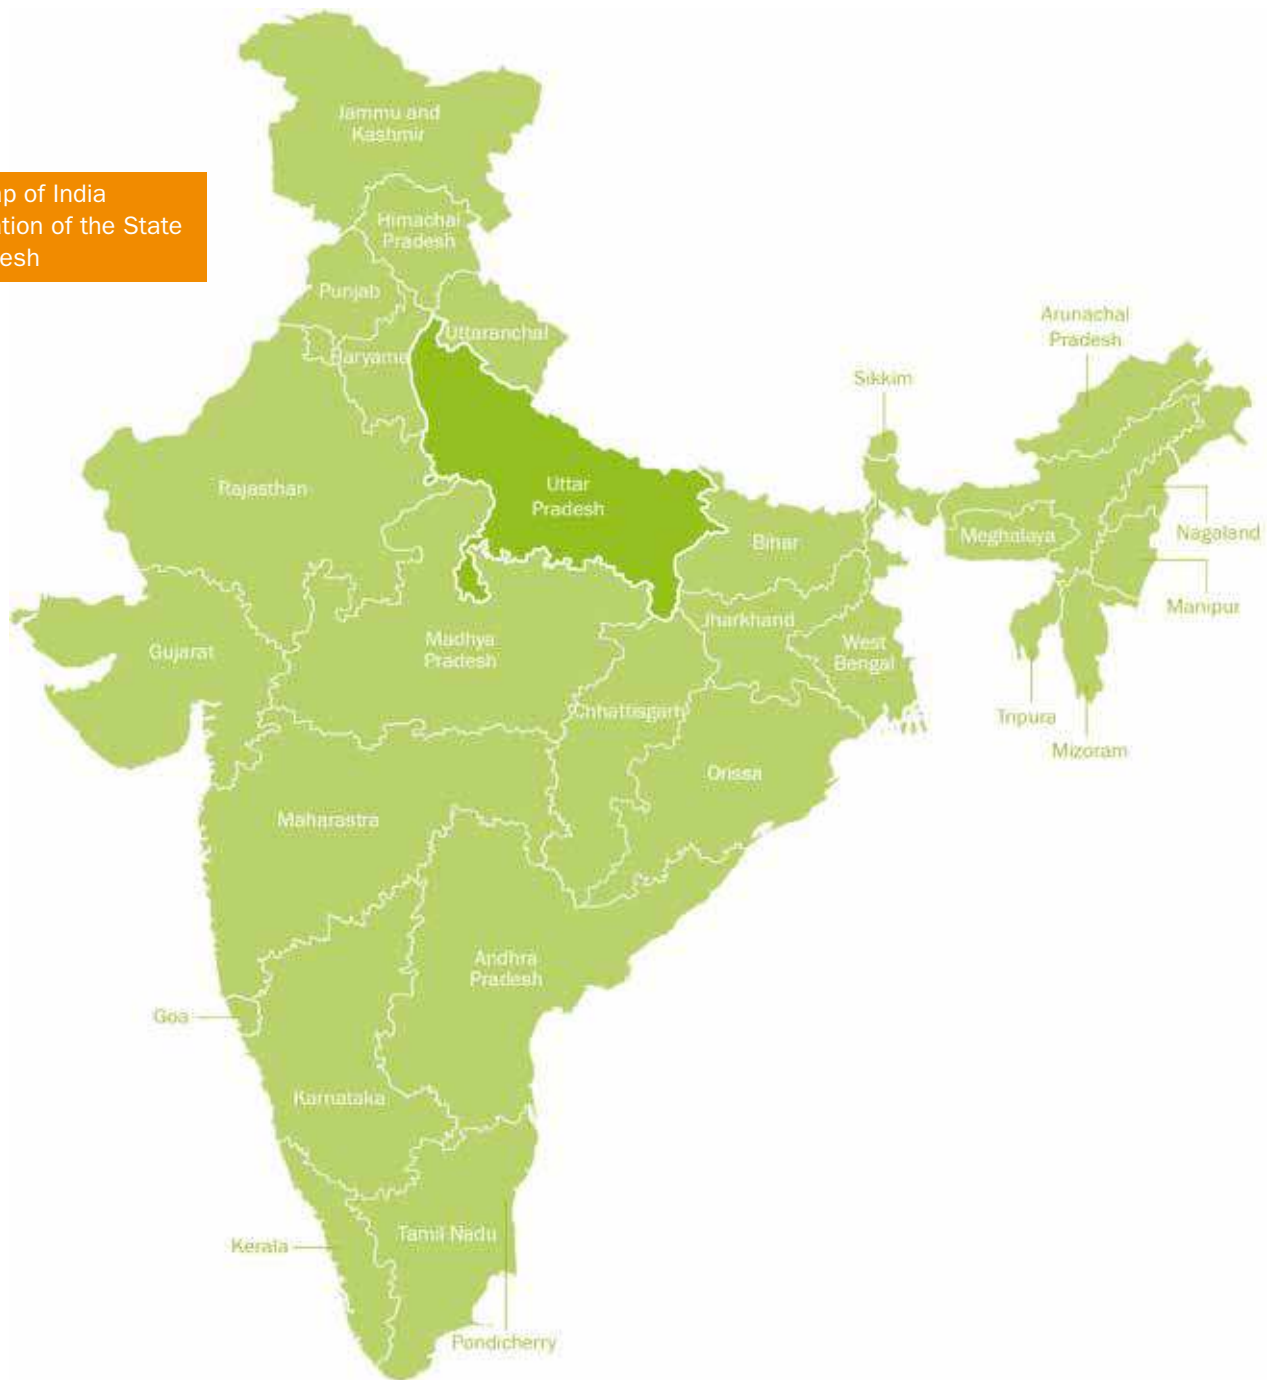 Jammu and
Kashmir
p of India
tion of the State
esh
Himachal
Pradesh
Punjab
Uttaranchal
Arunachal
Pradesh
Haryama
Sikkim
Rajasthan
Uttar
Pradesh
Bihar
Meghalaya
Nagaland
Manipur
Jharkhand
Madhya
Pradesh
Gujarat
West
Bengal
Chhattisgarh
Tripura
Mizoram
Orissa
Maharastra
Andhra
Pradesh
Goa
Karnataka
Tamil Nadu
Kerala
Pondicherry